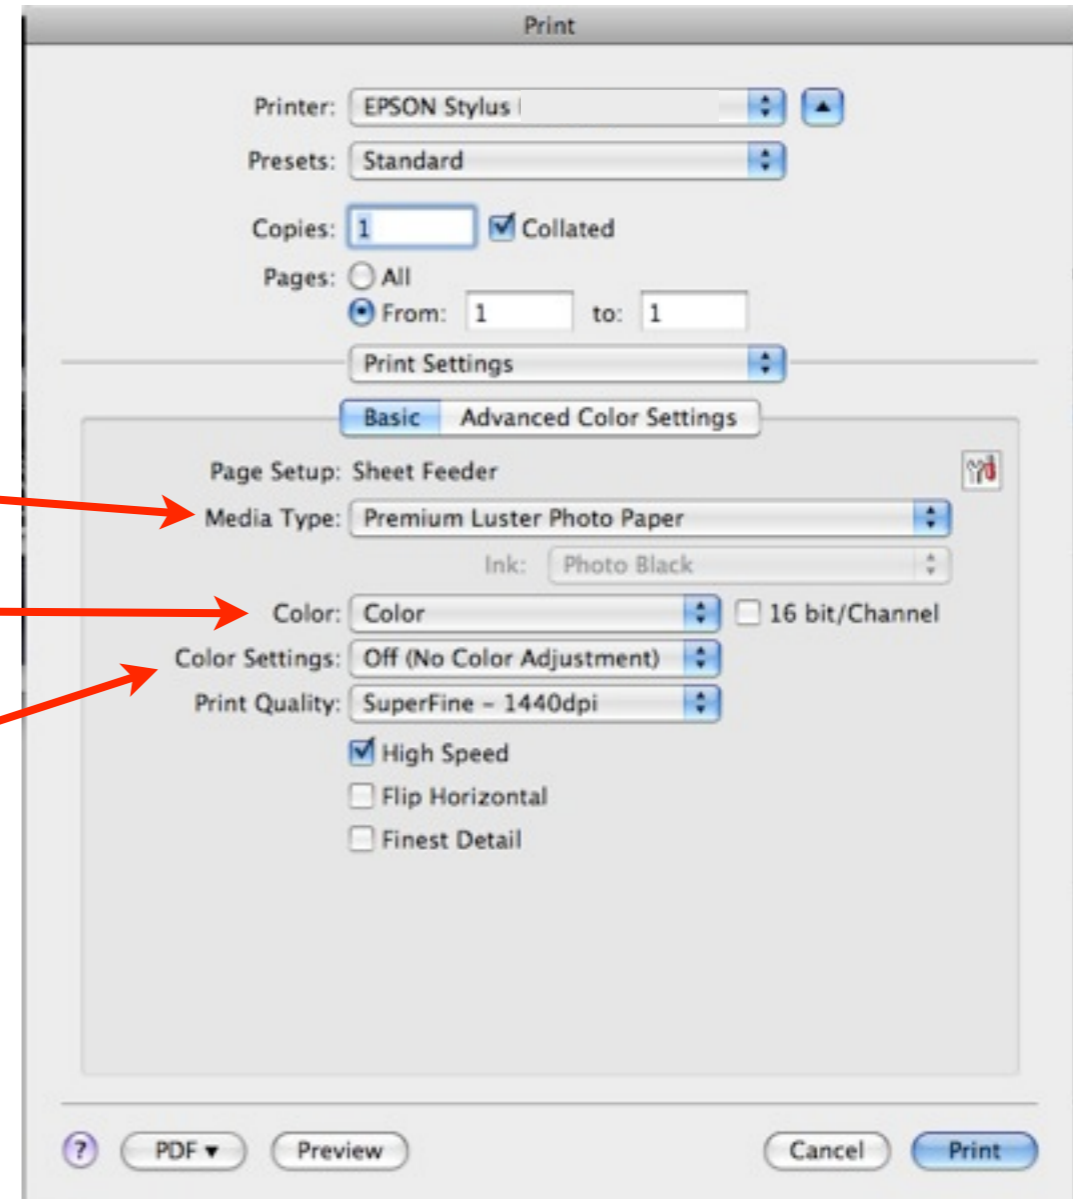 Print
Printer: EPSON Stylus
Presets: Standard
Copies: 1 Collated
Pages: All
From: 1 to: 1
Print Settings
Basic Advanced Color Settings
Page Setup: Sheet Feeder
Media Type: Premium Luster Photo Paper
Ink: Photo Black
Color: Color 16 bit/Channel
Color Settings: Off (No Color Adjustment)
Print Quality: SuperFine – 1440dpi
High Speed
Flip Horizontal
Finest Detail
? PDF ▾ Preview Cancel Print